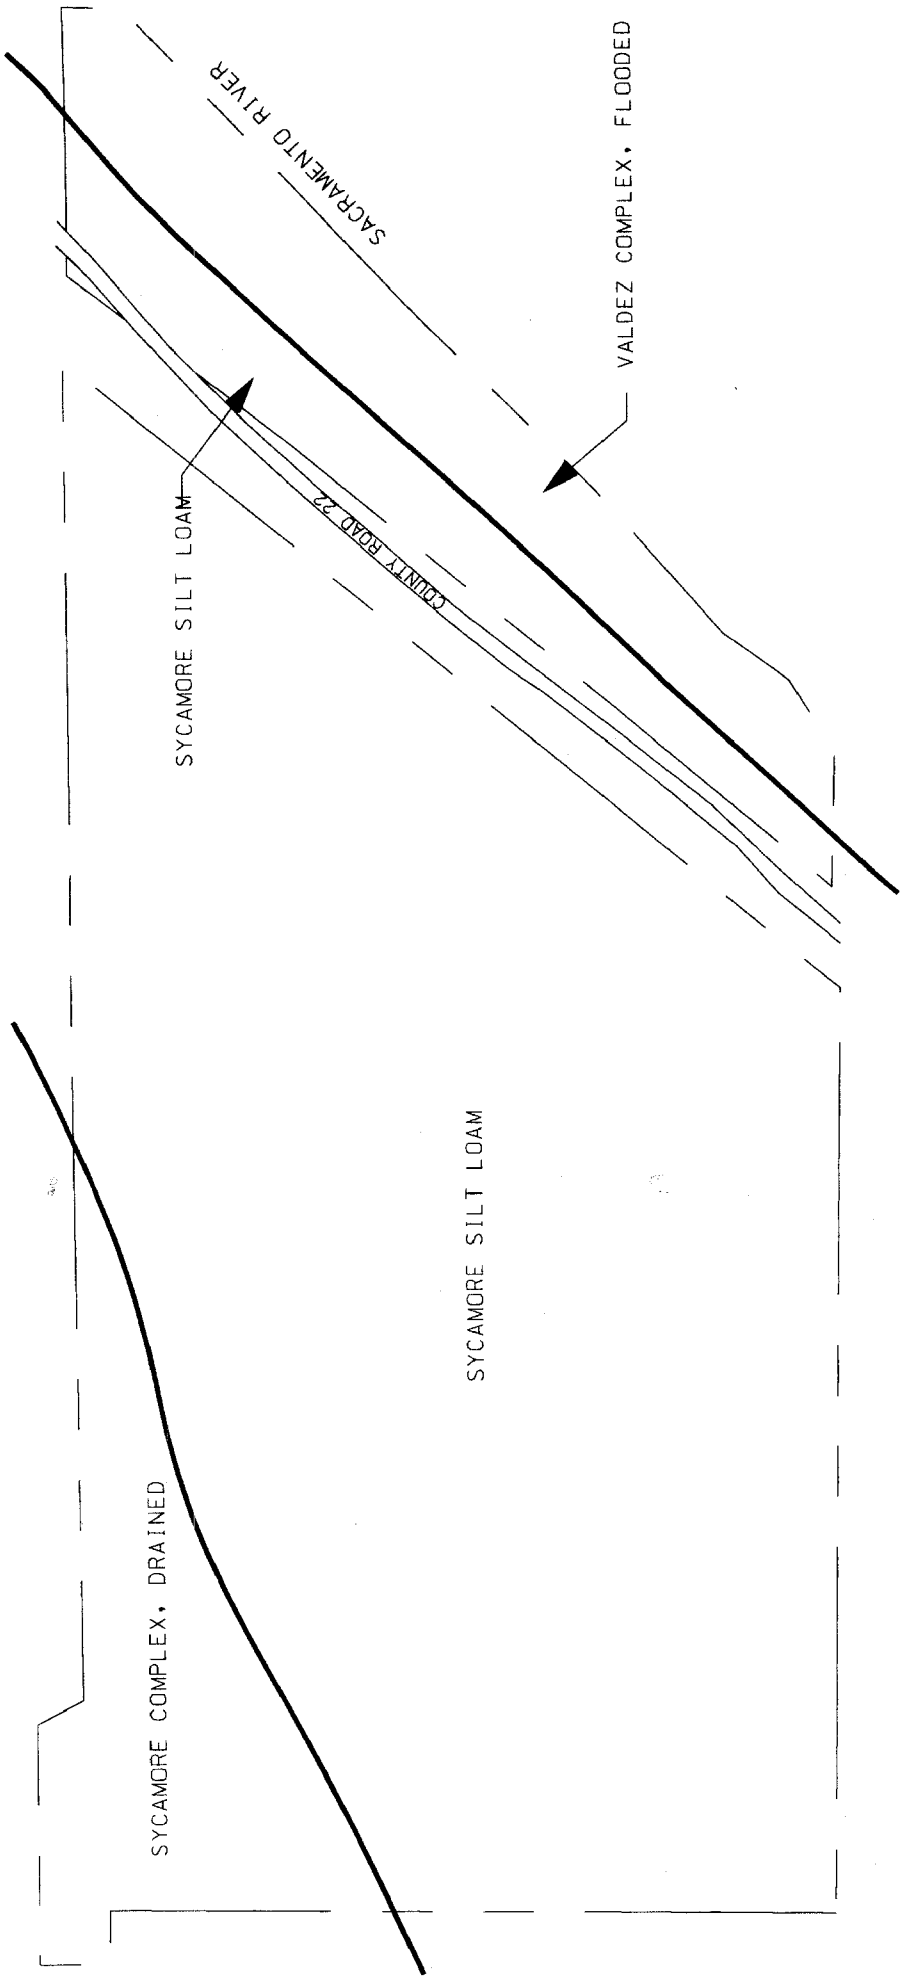 SACRAMENTO RIVER
VALDEZ COMPLEX, FLOODED
SYCAMORE SILT LOAM
COUNTY ROAD 22
SYCAMORE SILT LOAM
SYCAMORE COMPLEX, DRAINED